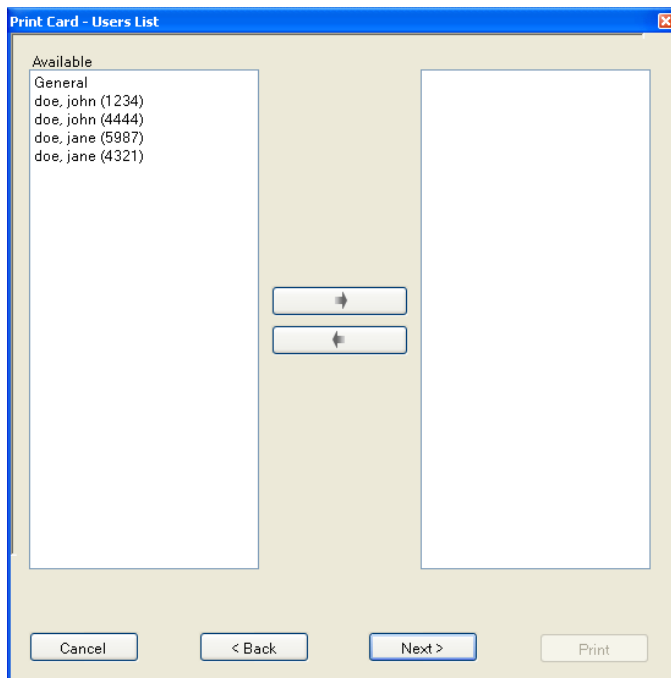 Print Card - Users List
Available
General
doe, john (1234)
doe, john (4444)
doe, jane (5987)
doe, jane (4321)
Cancel
< Back
Next >
Print